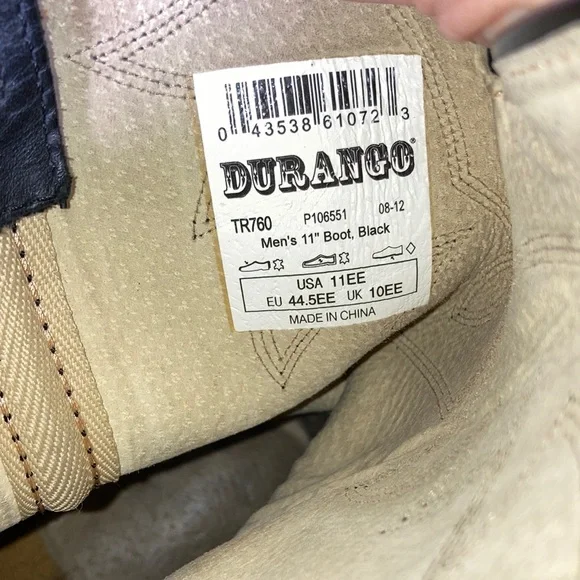 0 43538 61072 3
DURANGO®
TR760 P106551 08-12
Men's 11" Boot, Black
USA 11EE
EU 44.5EE UK 10EE
MADE IN CHINA